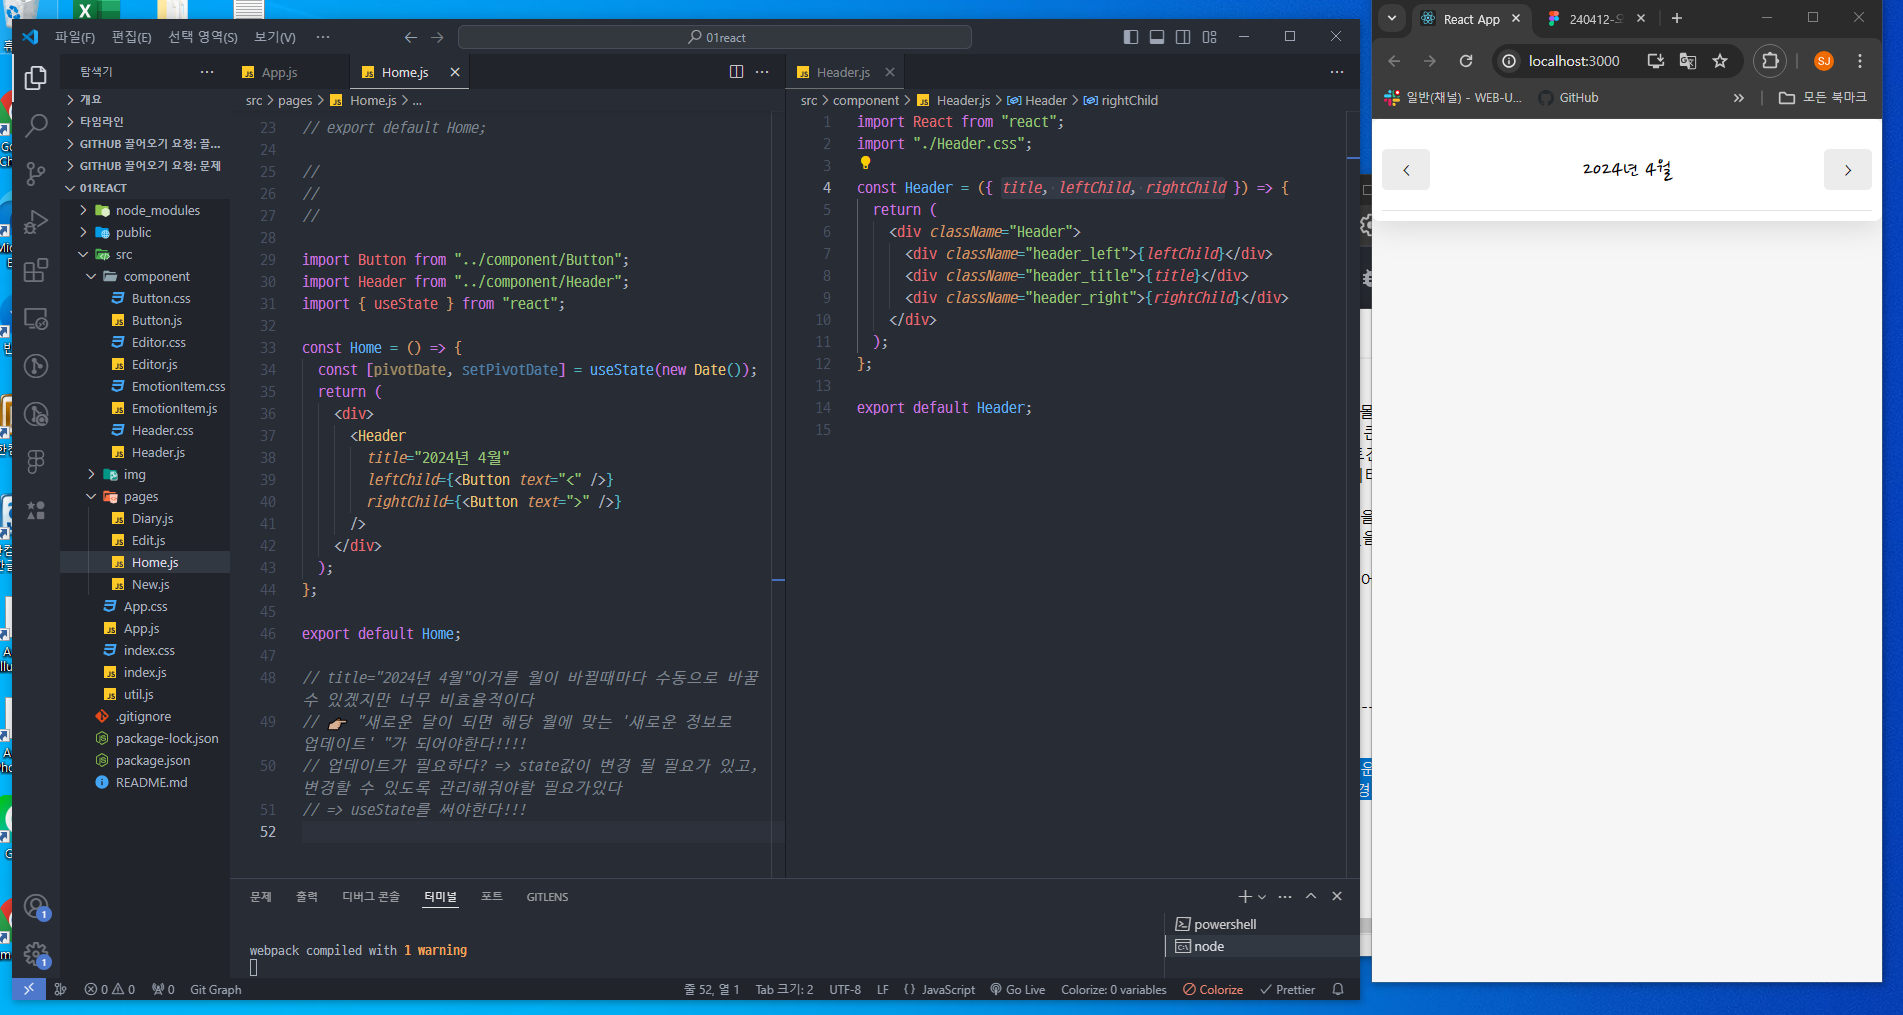 파일(F) 편집(E) 선택 영역(S) 보기(V) ··· 01react
탐색기 ···
개요
타임라인
GITHUB 끌어오기 요청: 끌...
GITHUB 끌어오기 요청: 문제
01REACT
node_modules
public
src
component
Button.css
Button.js
Editor.css
Editor.js
EmotionItem.css
EmotionItem.js
Header.css
Header.js
img
pages
Diary.js
Edit.js
Home.js
New.js
App.css
App.js
index.css
index.js
util.js
.gitignore
package-lock.json
package.json
README.md
App.js Home.js
src > pages > Home.js > ...
23 // export default Home;
24
25 //
26 //
27 //
28
29 import Button from "../component/Button";
30 import Header from "../component/Header";
31 import { useState } from "react";
32
33 const Home = () => {
34 const [pivotDate, setPivotDate] = useState(new Date());
35 return (
36 <div>
37 <Header
38 title="2024년 4월"
39 leftChild={<Button text="<" />}
40 rightChild={<Button text=">" />}
41 />
42 </div>
43 );
44 };
45
46 export default Home;
47
48 // title="2024년 4월"이거를 월이 바뀔때마다 수동으로 바꿀
수 있겠지만 너무 비효율적이다
49 // 👉 "새로운 달이 되면 해당 월에 맞는 '새로운 정보로
업데이트' "가 되어야한다!!!!
50 // 업데이트가 필요하다? => state값이 변경 될 필요가 있고,
변경할 수 있도록 관리해줘야할 필요가있다
51 // => useState를 써야한다!!!
52
Header.js
src > component > Header.js > Header > rightChild
1 import React from "react";
2 import "./Header.css";
3
4 const Header = ({ title, leftChild, rightChild }) => {
5 return (
6 <div className="Header">
7 <div className="header_left">{leftChild}</div>
8 <div className="header_title">{title}</div>
9 <div className="header_right">{rightChild}</div>
10 </div>
11 );
12 };
13
14 export default Header;
15
문제 출력 디버그 콘솔 터미널 포트 GITLENS
webpack compiled with 1 warning
powershell
node
0 0 0 Git Graph 줄 52, 열 1 Tab 크기: 2 UTF-8 LF {} JavaScript Go Live Colorize: 0 variables Colorize Prettier
React App 240412-
localhost:3000 SJ
일반(채널) - WEB-U... GitHub » 모든 북마크
< 2024년 4월 >